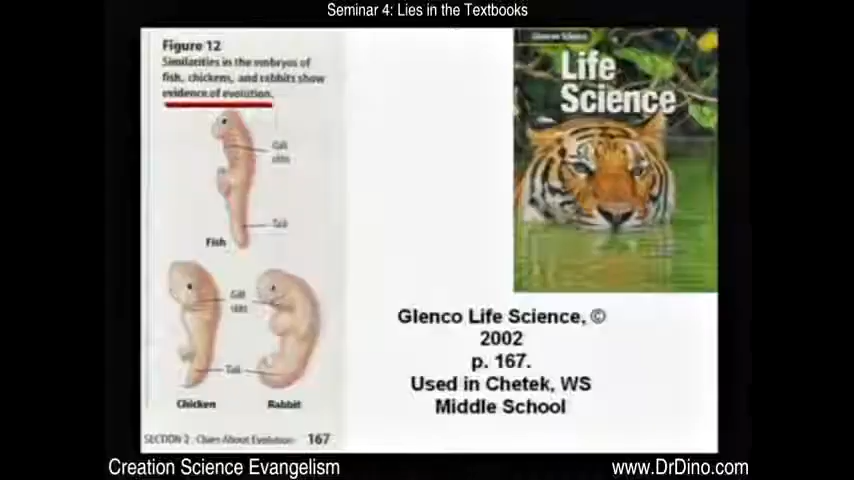 Seminar 4: Lies in the Textbooks
Figure 12
Similarities in the embryos of
fish, chickens, and rabbits show
evidence of evolution.
Gill
slits
Tail
Fish
Gill
slits
Tail
Chicken
Rabbit
SECTION 2 Clues About Evolution 167
Glencoe Science
Life
Science
Glenco Life Science, ©
2002
p. 167.
Used in Chetek, WS
Middle School
Creation Science Evangelism
www.DrDino.com